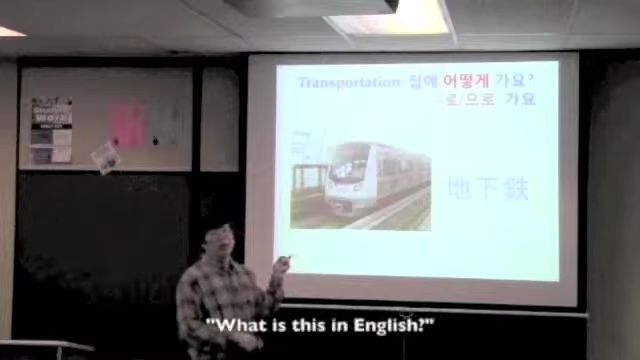 Transportation: 집에 어떻게 가요?
-로/으로 가요
地下鉄
"What is this in English?"